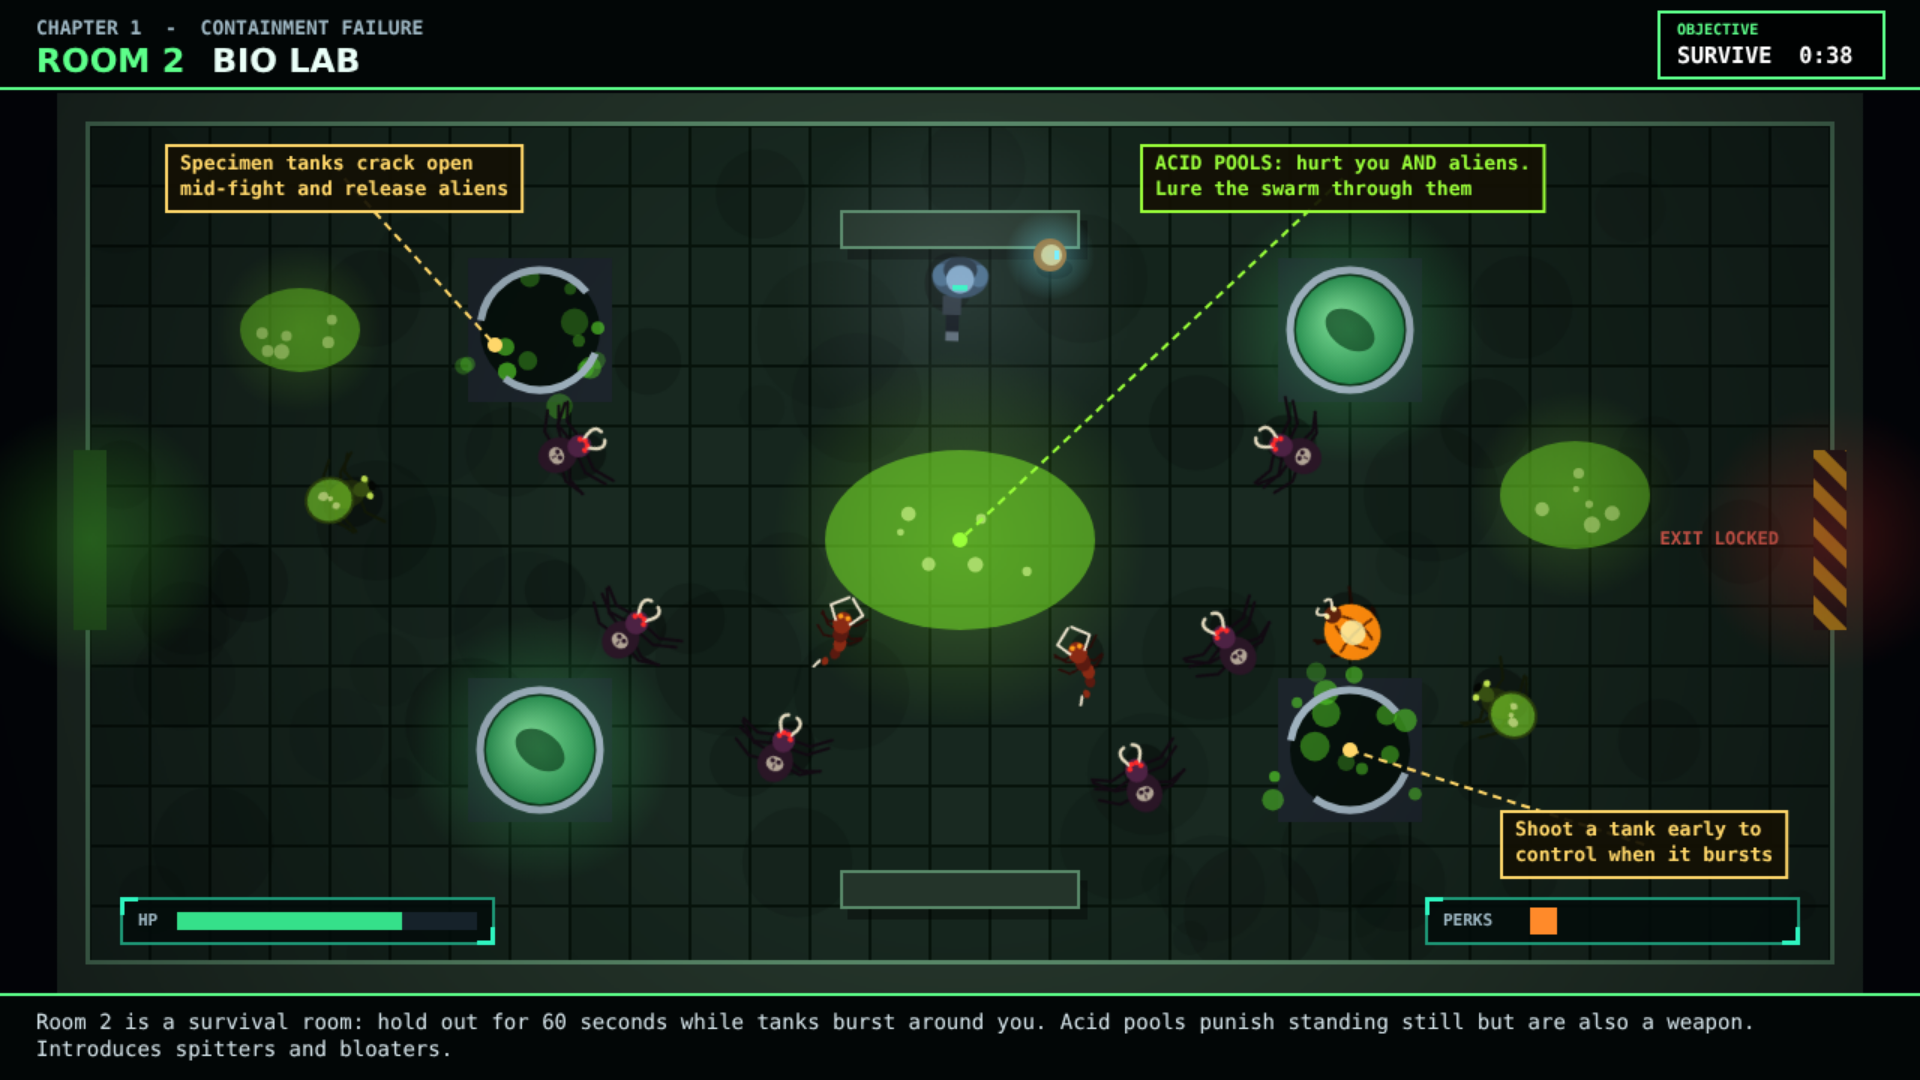 CHAPTER 1 - CONTAINMENT FAILURE
ROOM 2 BIO LAB
OBJECTIVE
SURVIVE 0:38
Specimen tanks crack open
mid-fight and release aliens
ACID POOLS: hurt you AND aliens.
Lure the swarm through them
EXIT LOCKED
Shoot a tank early to
control when it bursts
HP
PERKS
Room 2 is a survival room: hold out for 60 seconds while tanks burst around you. Acid pools punish standing still but are also a weapon.
Introduces spitters and bloaters.